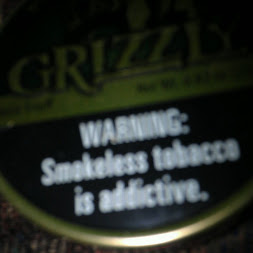 GRIZZLY
WARNING:
Smokeless tobacco
is addictive.